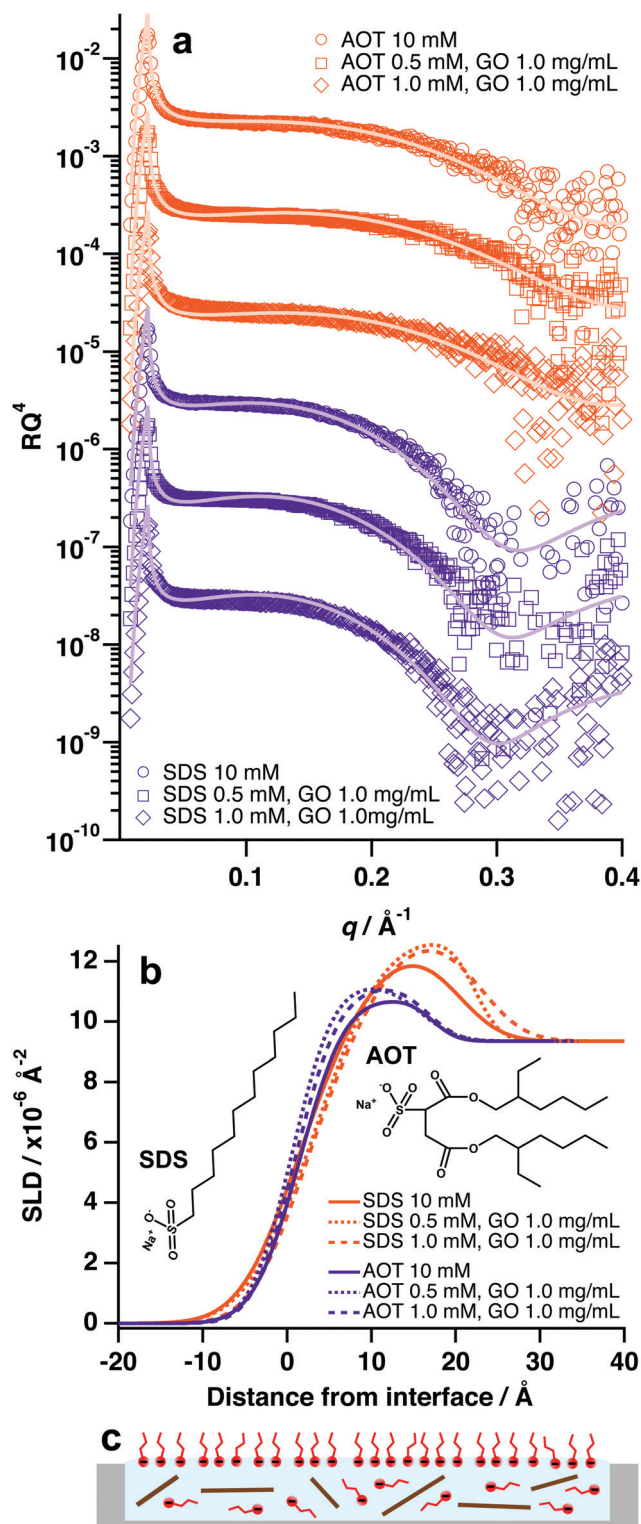 a
AOT 10 mM
AOT 0.5 mM, GO 1.0 mg/mL
AOT 1.0 mM, GO 1.0 mg/mL
10-2
10-3
10-4
10-5
10-6
10-7
10-8
10-9
10-10
RQ4
SDS 10 mM
SDS 0.5 mM, GO 1.0 mg/mL
SDS 1.0 mM, GO 1.0mg/mL
0.1 0.2 0.3 0.4
q / Å-1
b
12
10
8
6
4
2
0
SLD / x10-6 Å-2
SDS
Na+
-O
S
O
O
AOT
Na+
-O
O
S
O
O
O
O
O
SDS 10 mM
SDS 0.5 mM, GO 1.0 mg/mL
SDS 1.0 mM, GO 1.0 mg/mL
AOT 10 mM
AOT 0.5 mM, GO 1.0 mg/mL
AOT 1.0 mM, GO 1.0 mg/mL
-20 -10 0 10 20 30 40
Distance from interface / Å
c